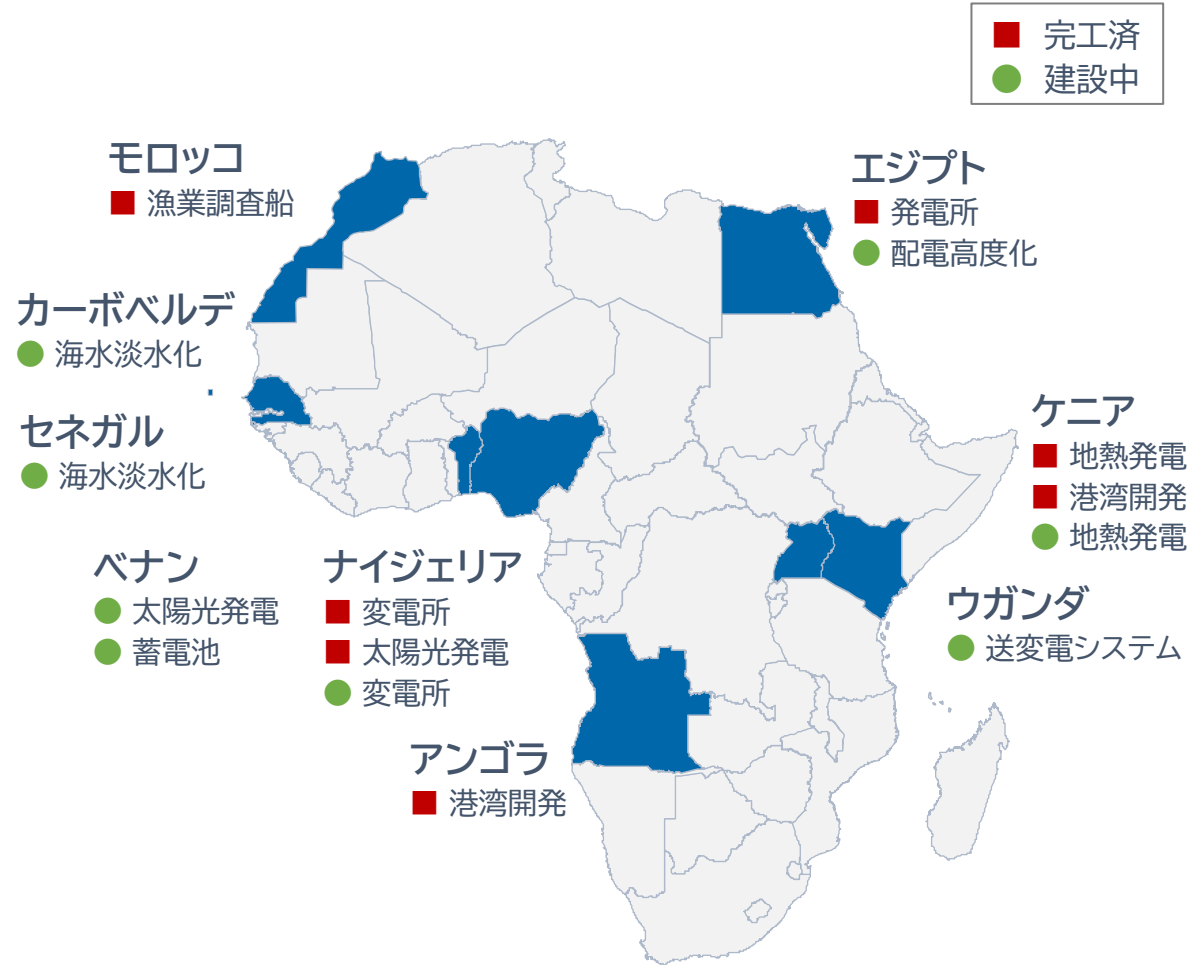 ■ 完工済
● 建設中
モロッコ
■ 漁業調査船
エジプト
■ 発電所
● 配電高度化
カーボベルデ
● 海水淡水化
セネガル
● 海水淡水化
ケニア
■ 地熱発電
■ 港湾開発
● 地熱発電
ベナン
● 太陽光発電
● 蓄電池
ナイジェリア
■ 変電所
■ 太陽光発電
● 変電所
ウガンダ
● 送変電システム
アンゴラ
■ 港湾開発